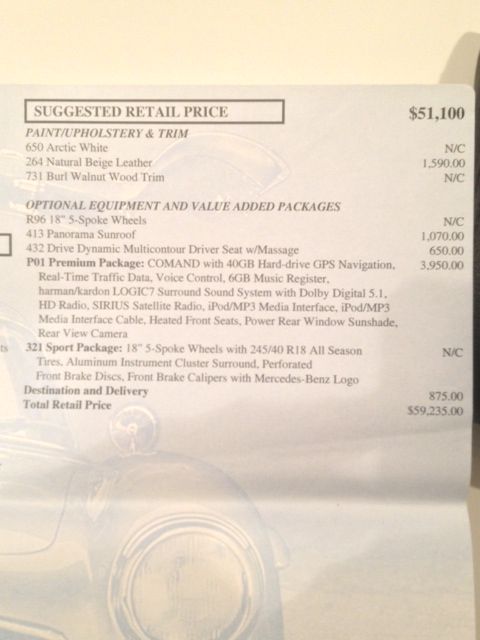 SUGGESTED RETAIL PRICE $51,100
PAINT/UPHOLSTERY & TRIM
650 Arctic White N/C
264 Natural Beige Leather 1,590.00
731 Burl Walnut Wood Trim N/C
OPTIONAL EQUIPMENT AND VALUE ADDED PACKAGES
R96 18" 5-Spoke Wheels N/C
413 Panorama Sunroof 1,070.00
432 Drive Dynamic Multicontour Driver Seat w/Massage 650.00
P01 Premium Package: COMAND with 40GB Hard-drive GPS Navigation, 3,950.00
Real-Time Traffic Data, Voice Control, 6GB Music Register,
harman/kardon LOGIC7 Surround Sound System with Dolby Digital 5.1,
HD Radio, SIRIUS Satellite Radio, iPod/MP3 Media Interface, iPod/MP3
Media Interface Cable, Heated Front Seats, Power Rear Window Sunshade,
Rear View Camera
ts 321 Sport Package: 18" 5-Spoke Wheels with 245/40 R18 All Season N/C
Tires, Aluminum Instrument Cluster Surround, Perforated
Front Brake Discs, Front Brake Calipers with Mercedes-Benz Logo
Destination and Delivery 875.00
Total Retail Price $59,235.00